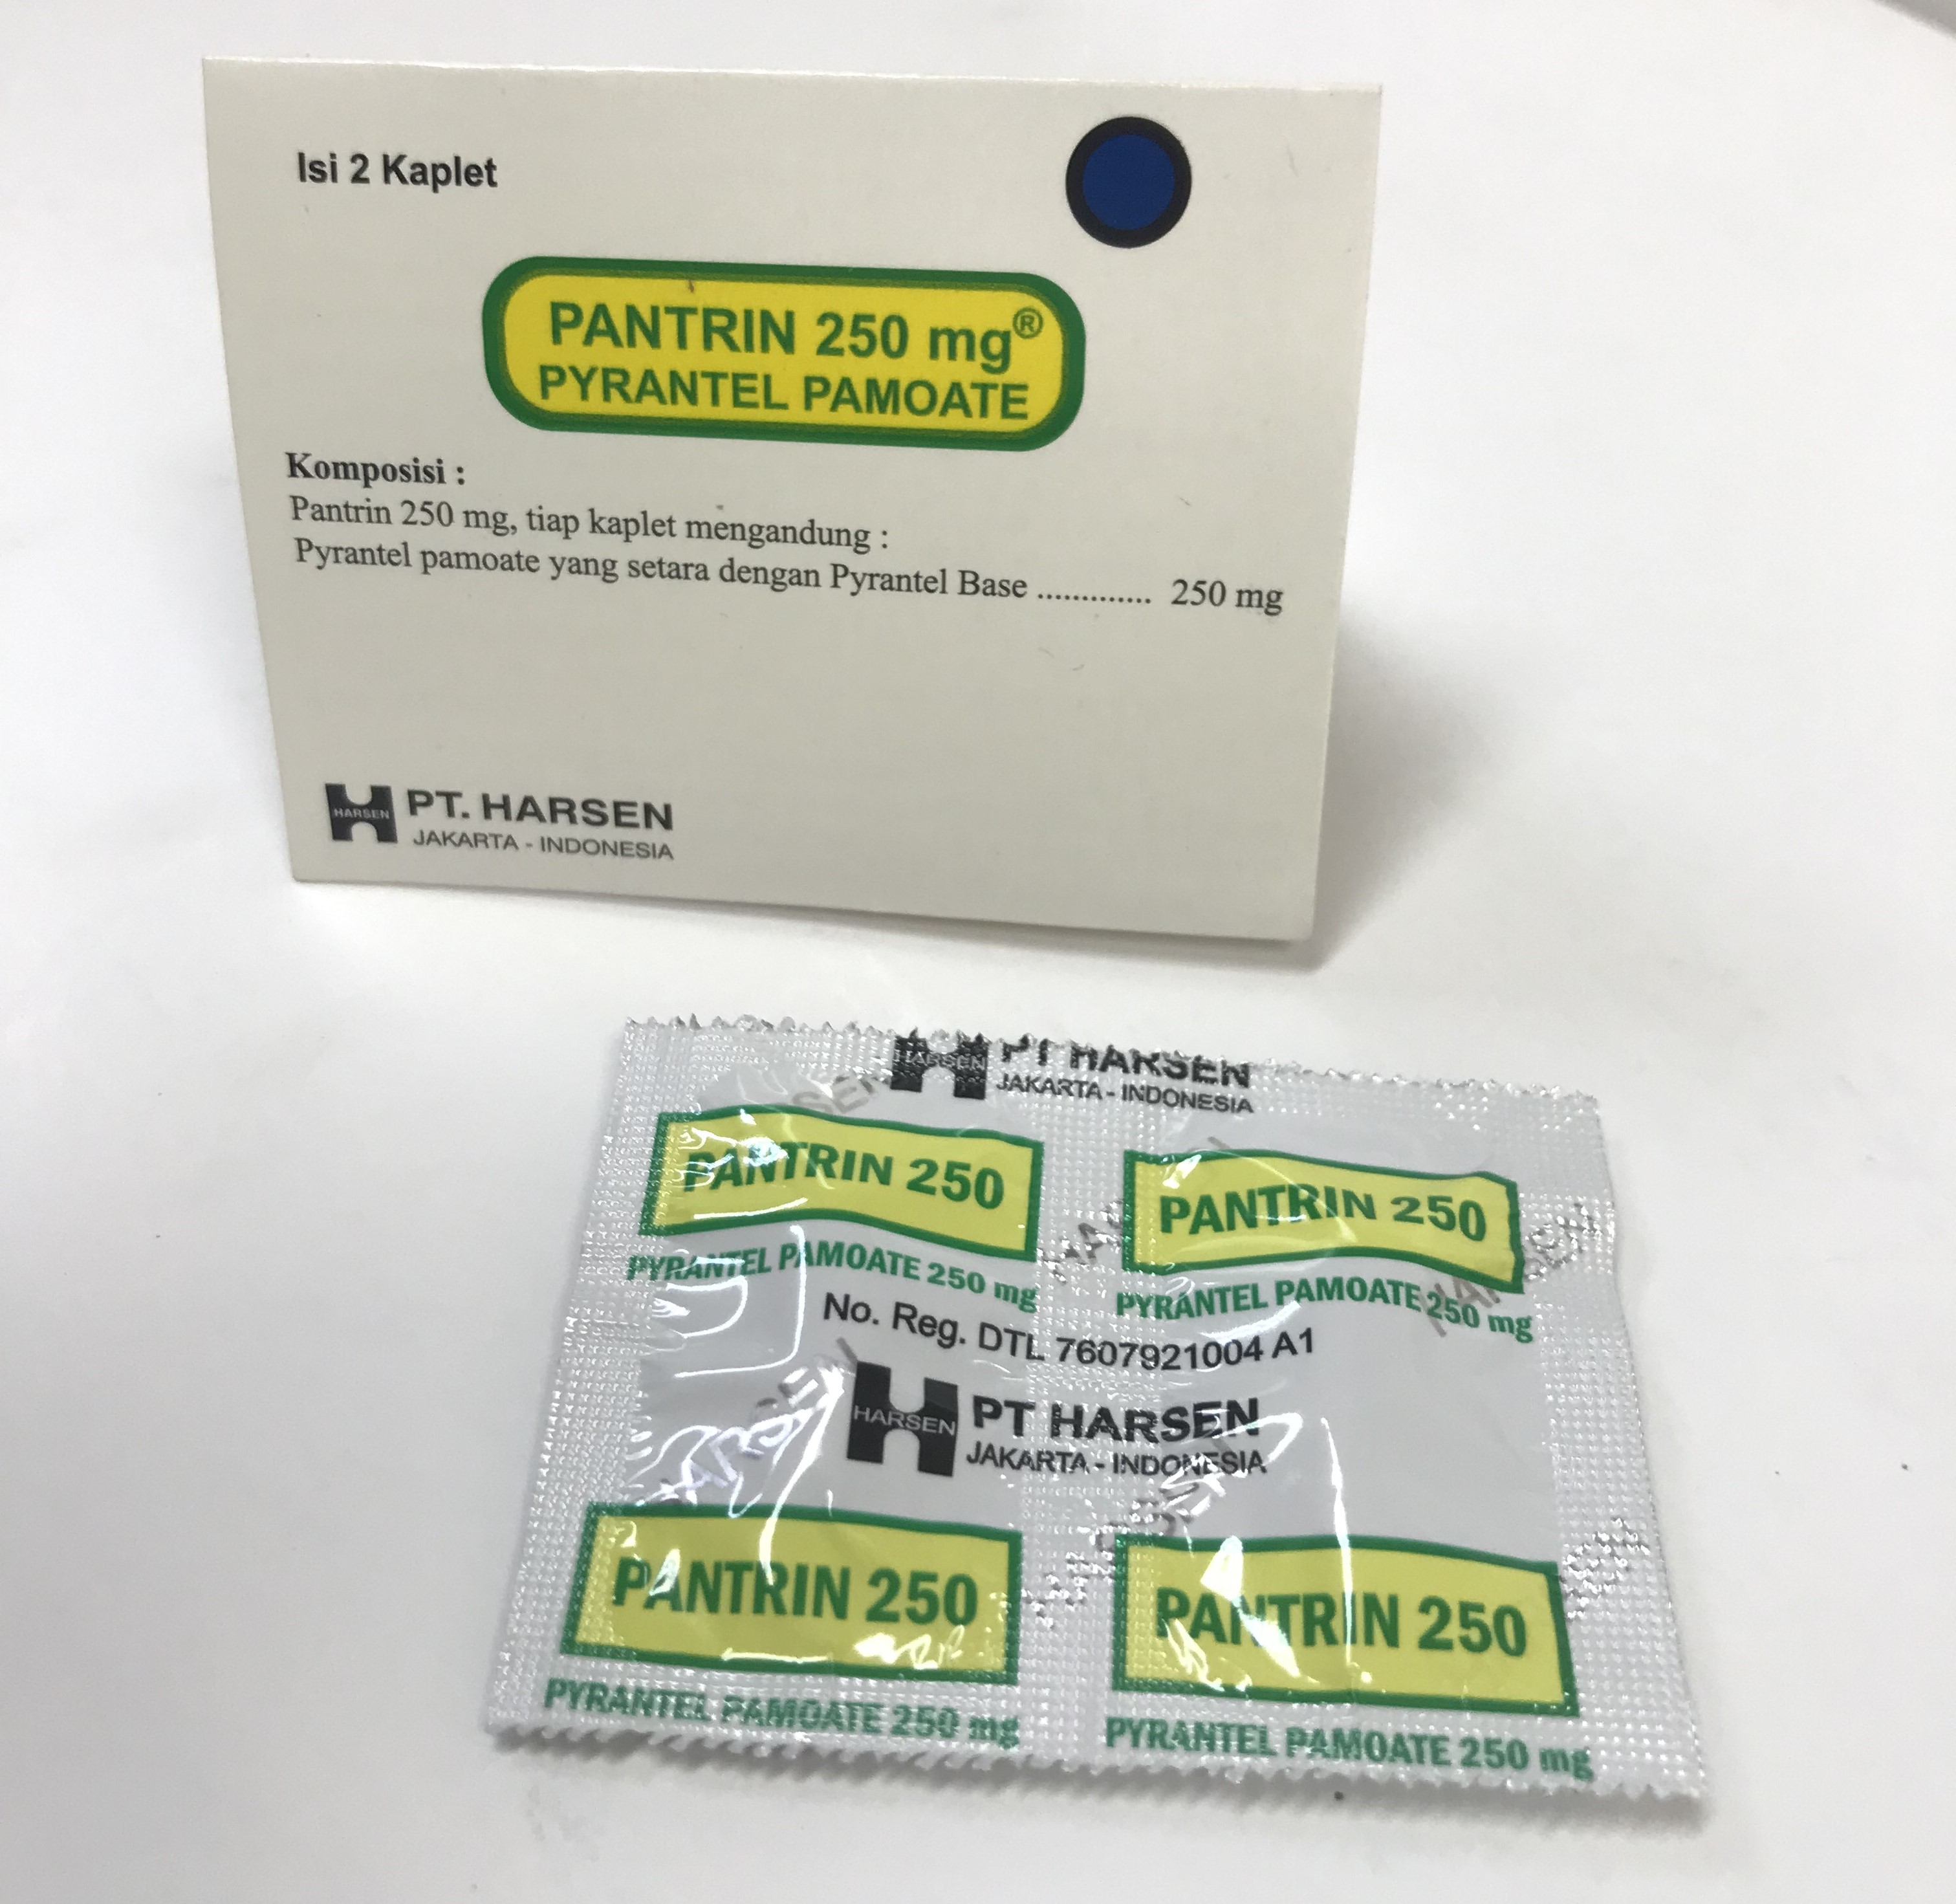 Isi 2 Kaplet
PANTRIN 250 mg®
PYRANTEL PAMOATE
Komposisi :
Pantrin 250 mg, tiap kaplet mengandung :
Pyrantel pamoate yang setara dengan Pyrantel Base ............. 250 mg
HARSEN
PT. HARSEN
JAKARTA - INDONESIA
HARSEN
PT HARSEN
JAKARTA - INDONESIA
PANTRIN 250
PANTRIN 250
PYRANTEL PAMOATE 250 mg
PYRANTEL PAMOATE 250 mg
No. Reg. DTL 7607921004 A1
HARSEN
PT HARSEN
JAKARTA - INDONESIA
PANTRIN 250
PANTRIN 250
PYRANTEL PAMOATE 250 mg
PYRANTEL PAMOATE 250 mg